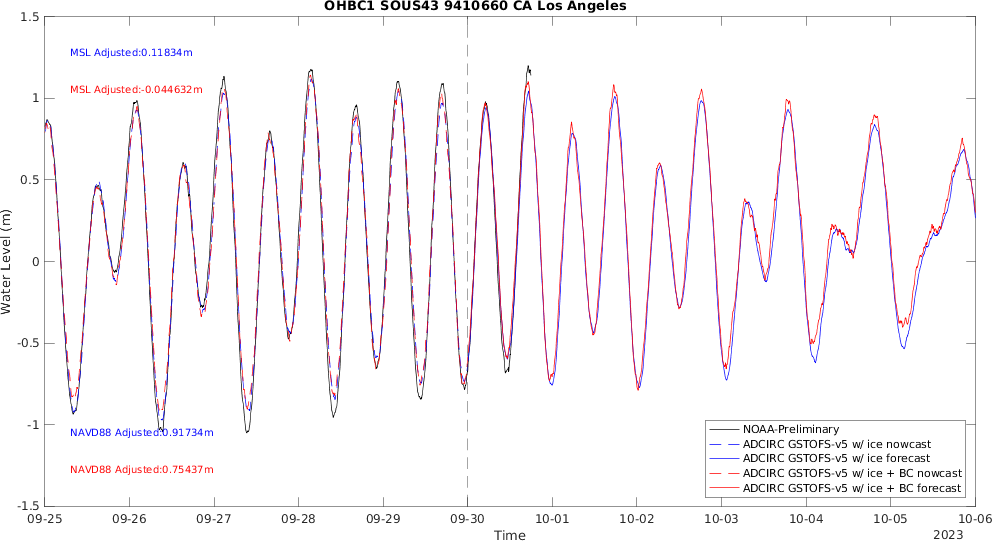 OHBC1 SOUS43 9410660 CA Los Angeles
1.5
MSL Adjusted:0.11834m
MSL Adjusted:-0.044632m
1
0.5
0
-0.5
-1
-1.5
Water Level (m)
NAVD88 Adjusted:0.91734m
NAVD88 Adjusted:0.75437m
NOAA-Preliminary
ADCIRC GSTOFS-v5 w/ ice nowcast
ADCIRC GSTOFS-v5 w/ ice forecast
ADCIRC GSTOFS-v5 w/ ice + BC nowcast
ADCIRC GSTOFS-v5 w/ ice + BC forecast
09-25 09-26 09-27 09-28 09-29 09-30 10-01 10-02 10-03 10-04 10-05 10-06
Time
2023